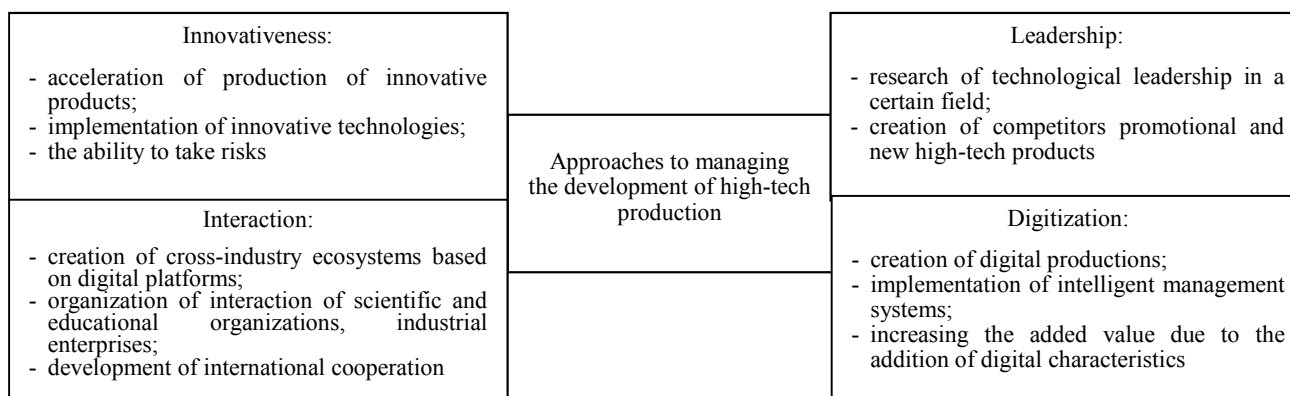 Innovativeness:
- acceleration of production of innovative
products;
- implementation of innovative technologies;
- the ability to take risks
Interaction:
- creation of cross-industry ecosystems based
on digital platforms;
- organization of interaction of scientific and
educational organizations, industrial
enterprises;
- development of international cooperation
Approaches to managing
the development of high-tech
production
Leadership:
- research of technological leadership in a
certain field;
- creation of competitors promotional and
new high-tech products
Digitization:
- creation of digital productions;
- implementation of intelligent management
systems;
- increasing the added value due to the
addition of digital characteristics